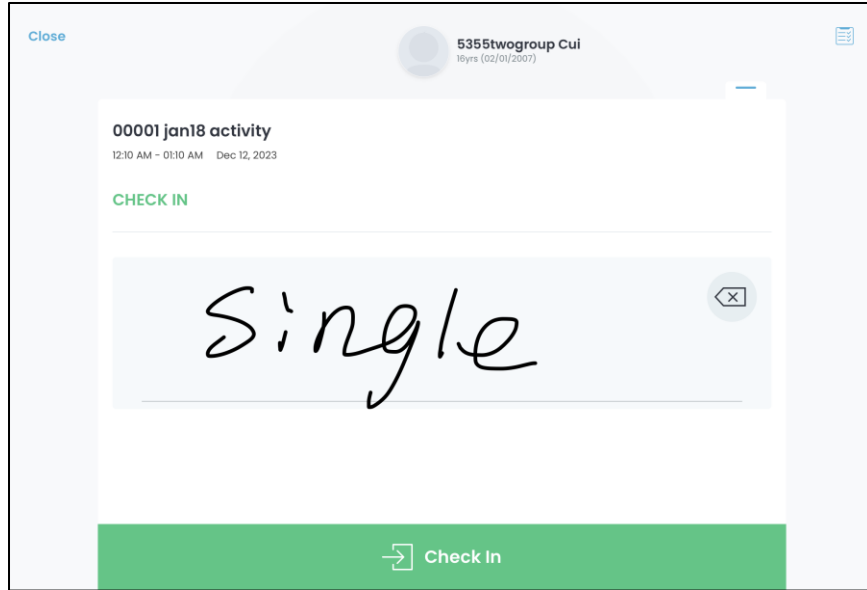 Close
5355twogroup Cui
16yrs (02/01/2007)
00001 jan18 activity
12:10 AM - 01:10 AM Dec 12, 2023
CHECK IN
Single
Check In